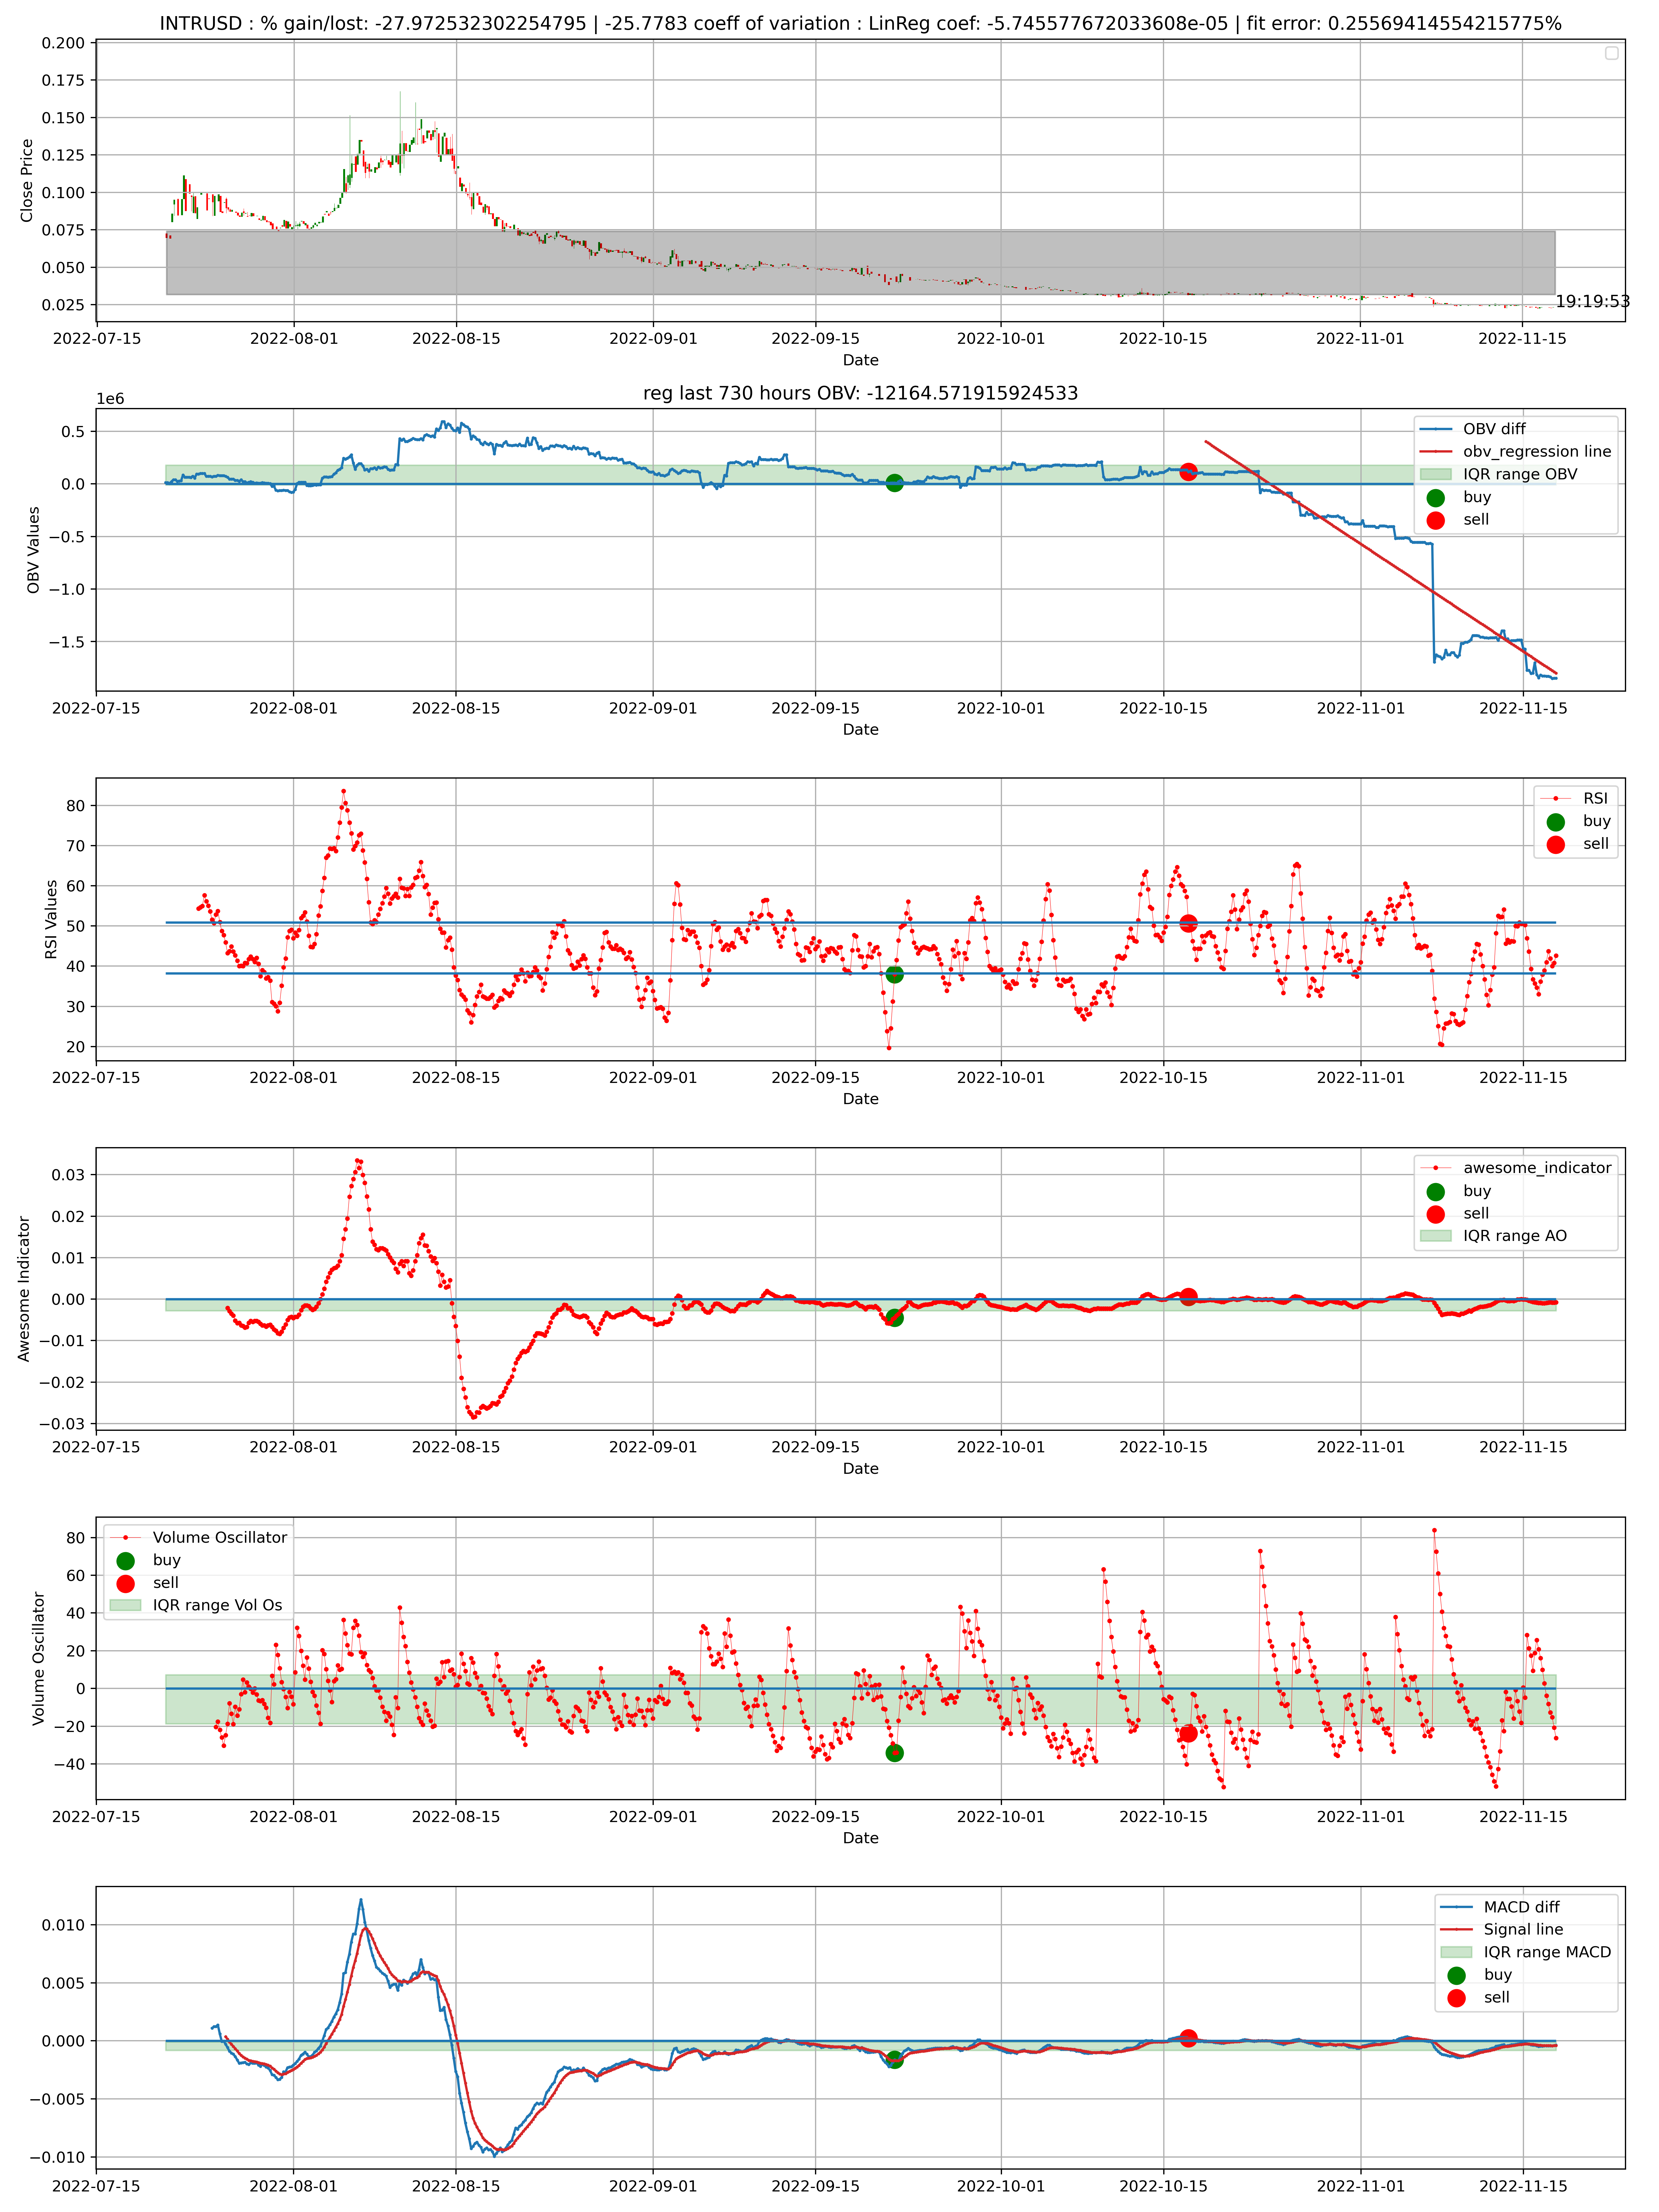 INTRUSD : % gain/lost: -27.972532302254795 | -25.7783 coeff of variation : LinReg coef: -5.745577672033608e-05 | fit error: 0.25569414554215775%
0.200
0.175
0.150
0.125
0.100
0.075
0.050
0.025
Close Price
19:19:53
2022-07-15 2022-08-01 2022-08-15 2022-09-01 2022-09-15 2022-10-01 2022-10-15 2022-11-01 2022-11-15
Date
reg last 730 hours OBV: -12164.571915924533
1e6
0.5
0.0
−0.5
−1.0
−1.5
OBV Values
OBV diff
obv_regression line
IQR range OBV
buy
sell
2022-07-15 2022-08-01 2022-08-15 2022-09-01 2022-09-15 2022-10-01 2022-10-15 2022-11-01 2022-11-15
Date
80
70
60
50
40
30
20
RSI Values
RSI
buy
sell
2022-07-15 2022-08-01 2022-08-15 2022-09-01 2022-09-15 2022-10-01 2022-10-15 2022-11-01 2022-11-15
Date
0.03
0.02
0.01
0.00
−0.01
−0.02
−0.03
Awesome Indicator
awesome_indicator
buy
sell
IQR range AO
2022-07-15 2022-08-01 2022-08-15 2022-09-01 2022-09-15 2022-10-01 2022-10-15 2022-11-01 2022-11-15
Date
80
60
40
20
0
−20
−40
Volume Oscillator
Volume Oscillator
buy
sell
IQR range Vol Os
2022-07-15 2022-08-01 2022-08-15 2022-09-01 2022-09-15 2022-10-01 2022-10-15 2022-11-01 2022-11-15
Date
0.010
0.005
0.000
−0.005
−0.010
MACD diff
Signal line
IQR range MACD
buy
sell
2022-07-15 2022-08-01 2022-08-15 2022-09-01 2022-09-15 2022-10-01 2022-10-15 2022-11-01 2022-11-15